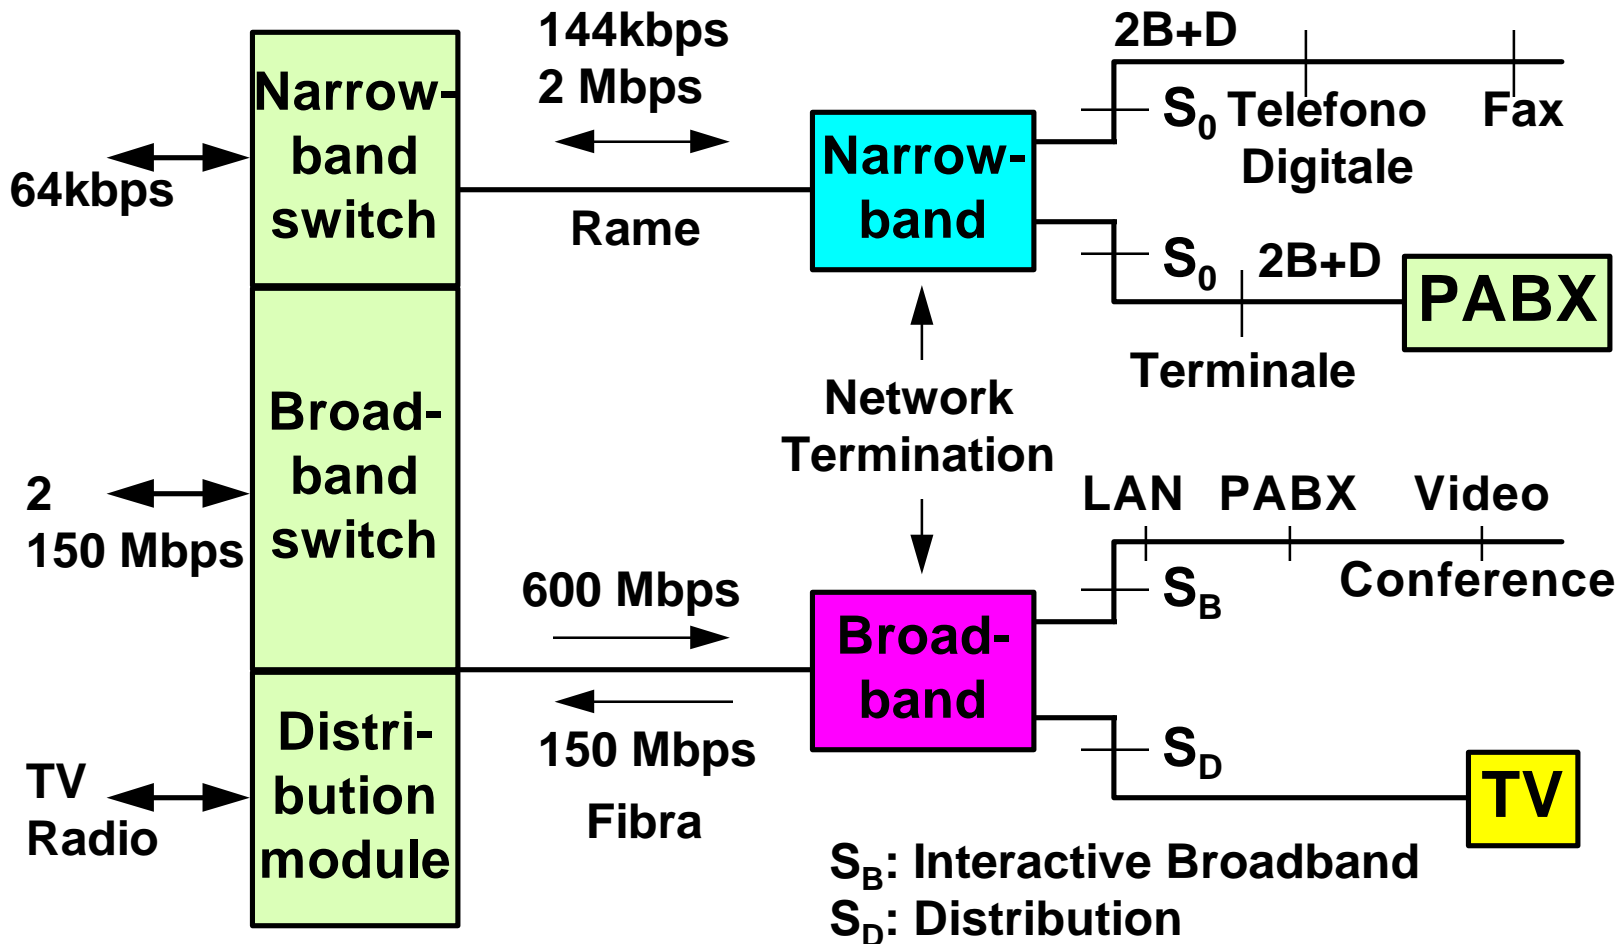 64kbps
2
150 Mbps
TV
Radio
Narrow-
band
switch
Broad-
band
switch
Distri-
bution
module
144kbps
2 Mbps
Rame
600 Mbps
150 Mbps
Fibra
Narrow-
band
Network
Termination
Broad-
band
2B+D
S0 Telefono
Digitale
Fax
S0
2B+D
PABX
Terminale
LAN PABX Video
Conference
SB
SD
TV
SB: Interactive Broadband
SD: Distribution